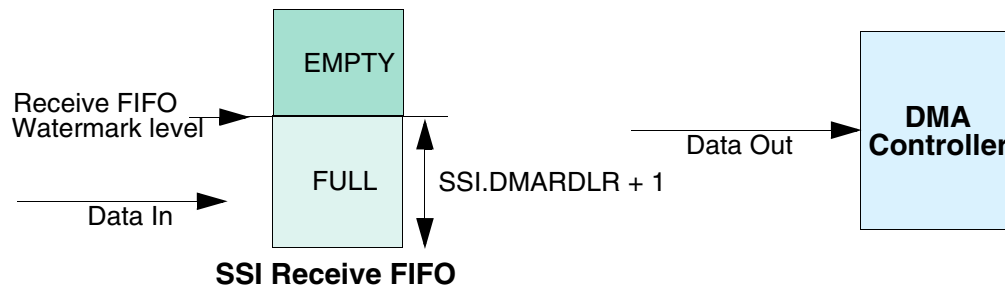 EMPTY
Receive FIFO
Watermark level
FULL
SSI.DMARDLR + 1
Data In
SSI Receive FIFO
Data Out
DMA
Controller